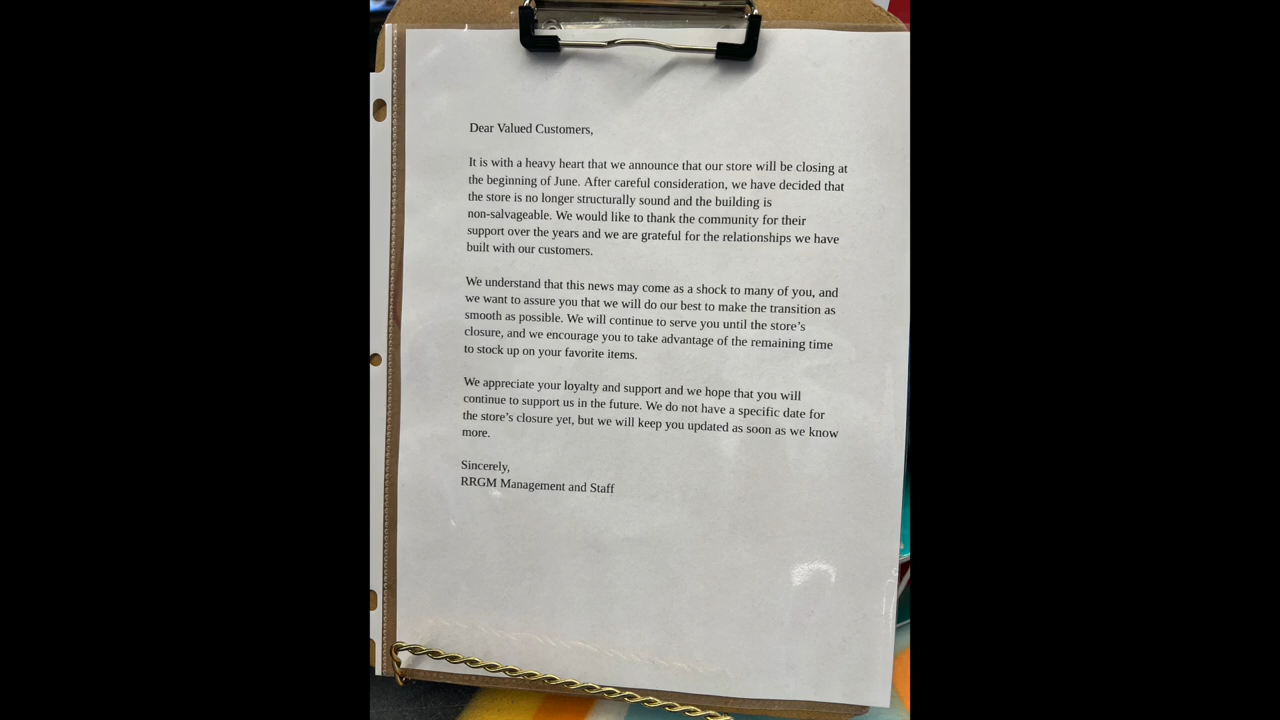 Dear Valued Customers,
It is with a heavy heart that we announce that our store will be closing at
the beginning of June. After careful consideration, we have decided that
the store is no longer structurally sound and the building is
non-salvageable. We would like to thank the community for their
support over the years and we are grateful for the relationships we have
built with our customers.
We understand that this news may come as a shock to many of you, and
we want to assure you that we will do our best to make the transition as
smooth as possible. We will continue to serve you until the store’s
closure, and we encourage you to take advantage of the remaining time
to stock up on your favorite items.
We appreciate your loyalty and support and we hope that you will
continue to support us in the future. We do not have a specific date for
the store’s closure yet, but we will keep you updated as soon as we know
more.
Sincerely,
RRGM Management and Staff